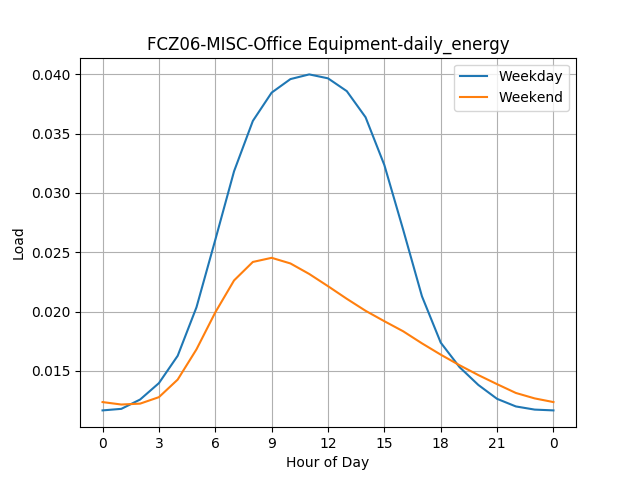 FCZ06-MISC-Office Equipment-daily_energy
Weekday
Weekend
0.040
0.035
0.030
0.025
0.020
0.015
Load
0 3 6 9 12 15 18 21 0
Hour of Day